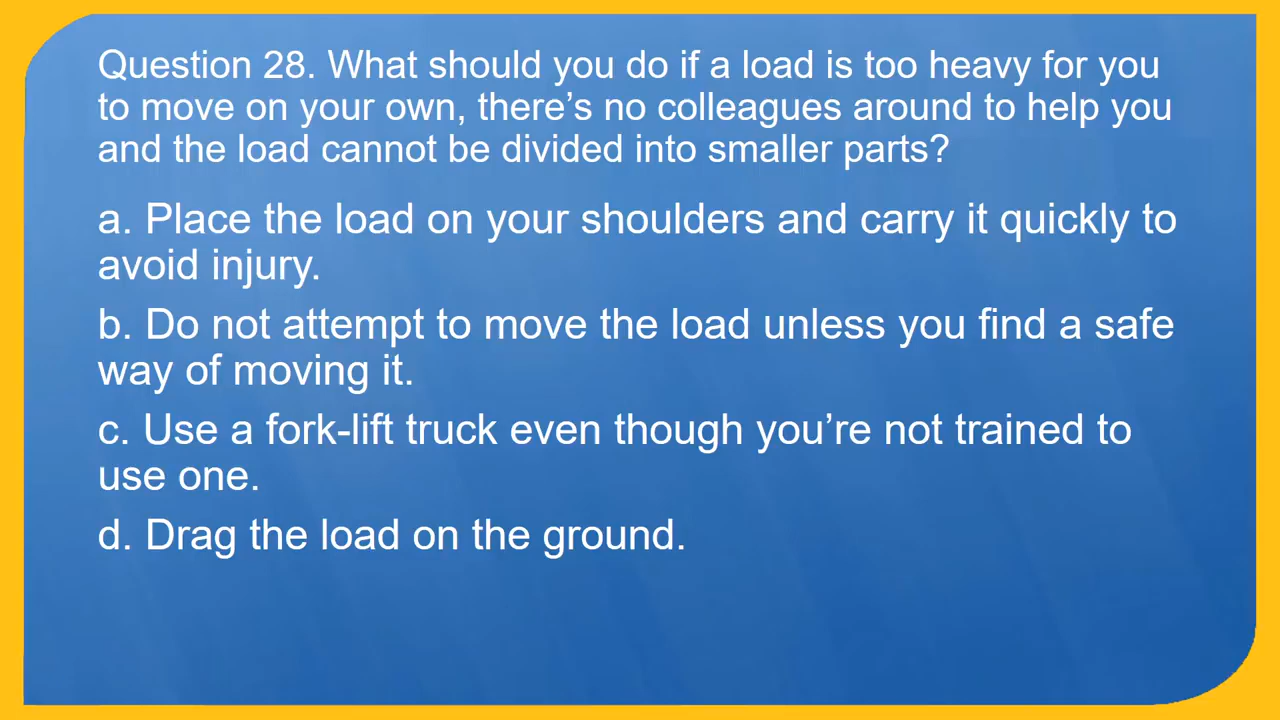 Question 28. What should you do if a load is too heavy for you
to move on your own, there’s no colleagues around to help you
and the load cannot be divided into smaller parts?
a. Place the load on your shoulders and carry it quickly to
avoid injury.
b. Do not attempt to move the load unless you find a safe
way of moving it.
c. Use a fork-lift truck even though you’re not trained to
use one.
d. Drag the load on the ground.